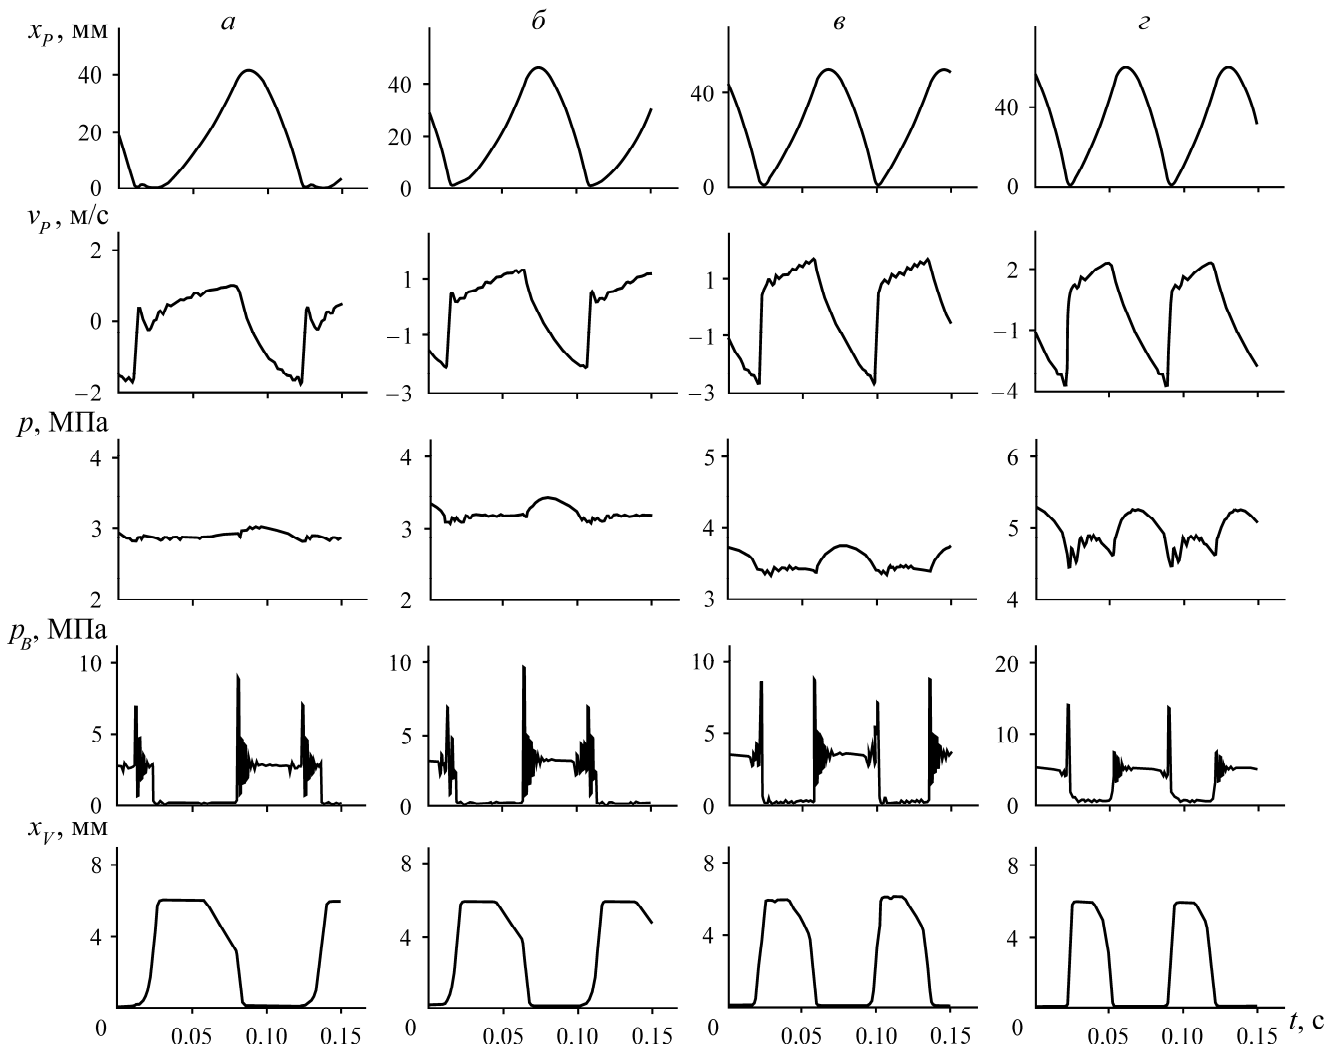 а б в г
x_P, мм
40 40 40 40
20 20
0 0 0 0
v_P, м/с
2 1 1 2
0 −1 −1 −1
−2 −3 −3 −4
p, МПа
4 4 5 6
3 3 4 5
2 2 3 4
p_B, МПа
10 10 10 20
5 5 5 10
0 0 0 0
x_V, мм
8 8 8 8
4 4 4 4
0 0.05 0.10 0.15 0 0.05 0.10 0.15 0 0.05 0.10 0.15 0 0.05 0.10 0.15 t, с